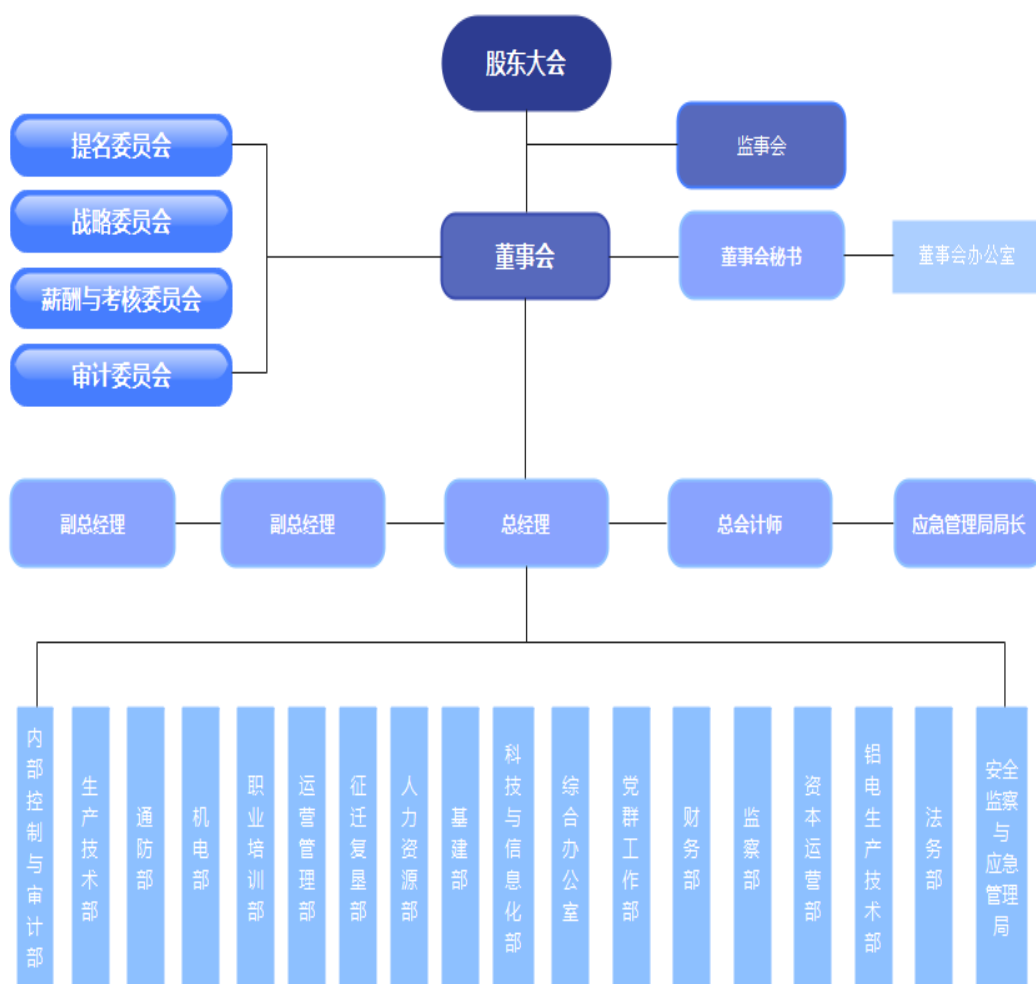 股东大会
监事会
提名委员会
战略委员会
薪酬与考核委员会
审计委员会
董事会
董事会秘书
董事会办公室
副总经理
副总经理
总经理
总会计师
应急管理局局长
内部控制与审计部
生产技术部
通防部
机电部
职业培训部
运营管理部
征迁复垦部
人力资源部
基建部
科技与信息化部
综合办公室
党群工作部
财务部
监察部
资本运营部
铝电生产技术部
法务部
安全
监察
与
应急
管理
局